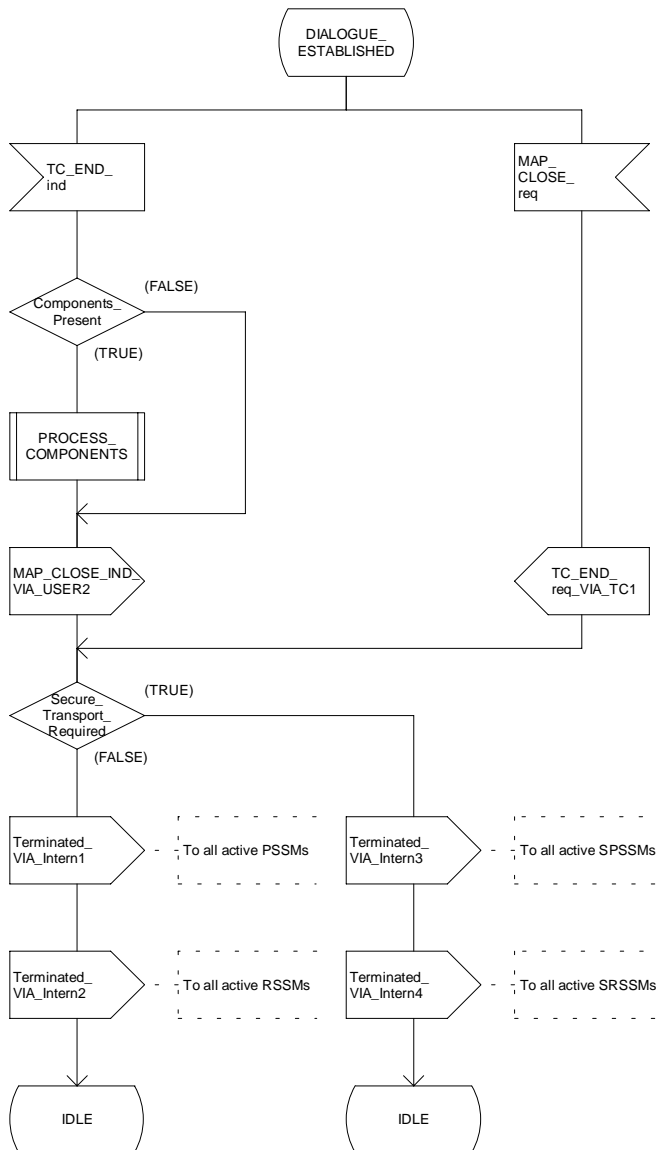 DIALOGUE_
ESTABLISHED
TC_END_
ind
MAP_
CLOSE_
req
Components_
Present
(FALSE)
(TRUE)
PROCESS_
COMPONENTS
MAP_CLOSE_IND_
VIA_USER2
TC_END_
req_VIA_TC1
Secure_
Transport_
Required
(TRUE)
(FALSE)
Terminated_
VIA_Intern1
To all active PSSMs
Terminated_
VIA_Intern3
To all active SPSSMs
Terminated_
VIA_Intern2
To all active RSSMs
Terminated_
VIA_Intern4
To all active SRSSMs
IDLE
IDLE